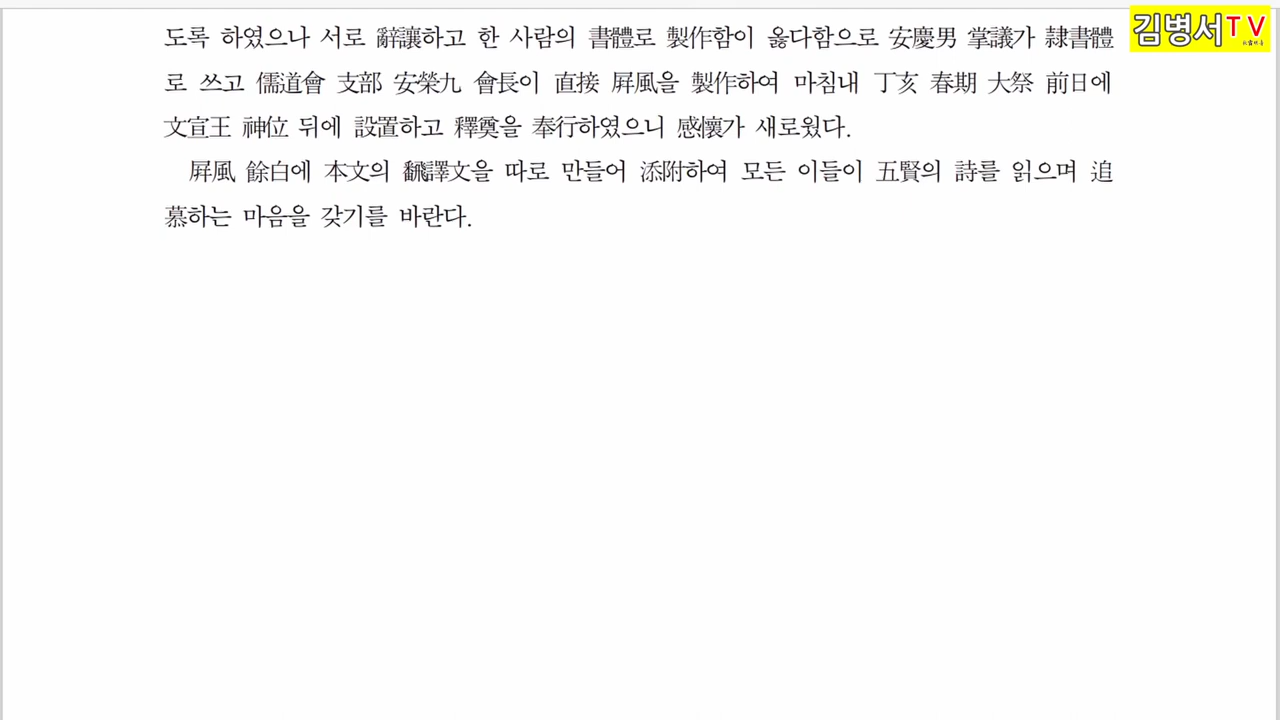 김병서TV
도록 하였으나 서로 辭讓하고 한 사람의 書體로 製作함이 옳다함으로 安慶男 掌議가 隷書體
로 쓰고 儒道會 支部 安榮九 會長이 直接 屛風을 製作하여 마침내 丁亥 春期 大祭 前日에
文宣王 神位 뒤에 設置하고 釋奠을 奉行하였으니 感懷가 새로웠다.
屛風 餘白에 本文의 飜譯文을 따로 만들어 添附하여 모든 이들이 五賢의 詩를 읽으며 追
慕하는 마음을 갖기를 바란다.